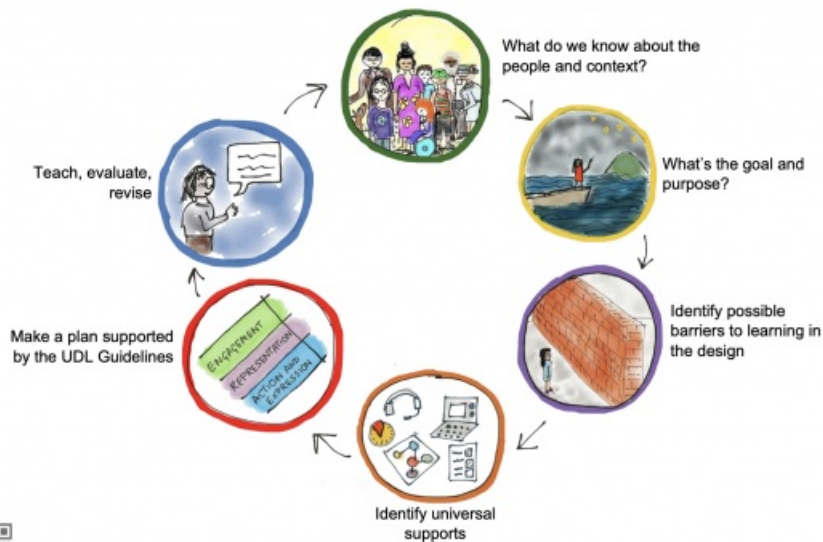 What do we know about the
people and context?
What's the goal and
purpose?
Identify possible
barriers to learning in
the design
Identify universal
supports
Make a plan supported
by the UDL Guidelines
ENGAGEMENT
REPRESENTATION
ACTION AND
EXPRESSION
Teach, evaluate,
revise